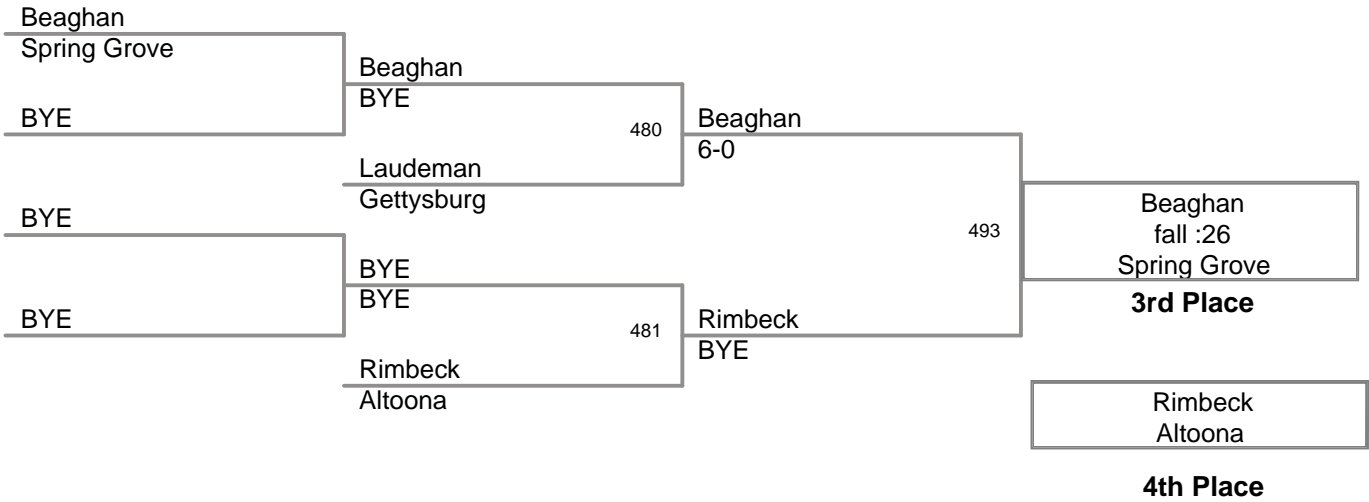 Beaghan
Spring Grove
BYE
BYE
BYE
Beaghan
BYE
480
Laudeman
Gettysburg
BYE
BYE
481
Rimbeck
Altoona
Beaghan
6-0
493
Rimbeck
BYE
Beaghan
fall :26
Spring Grove
3rd Place
Rimbeck
Altoona
4th Place